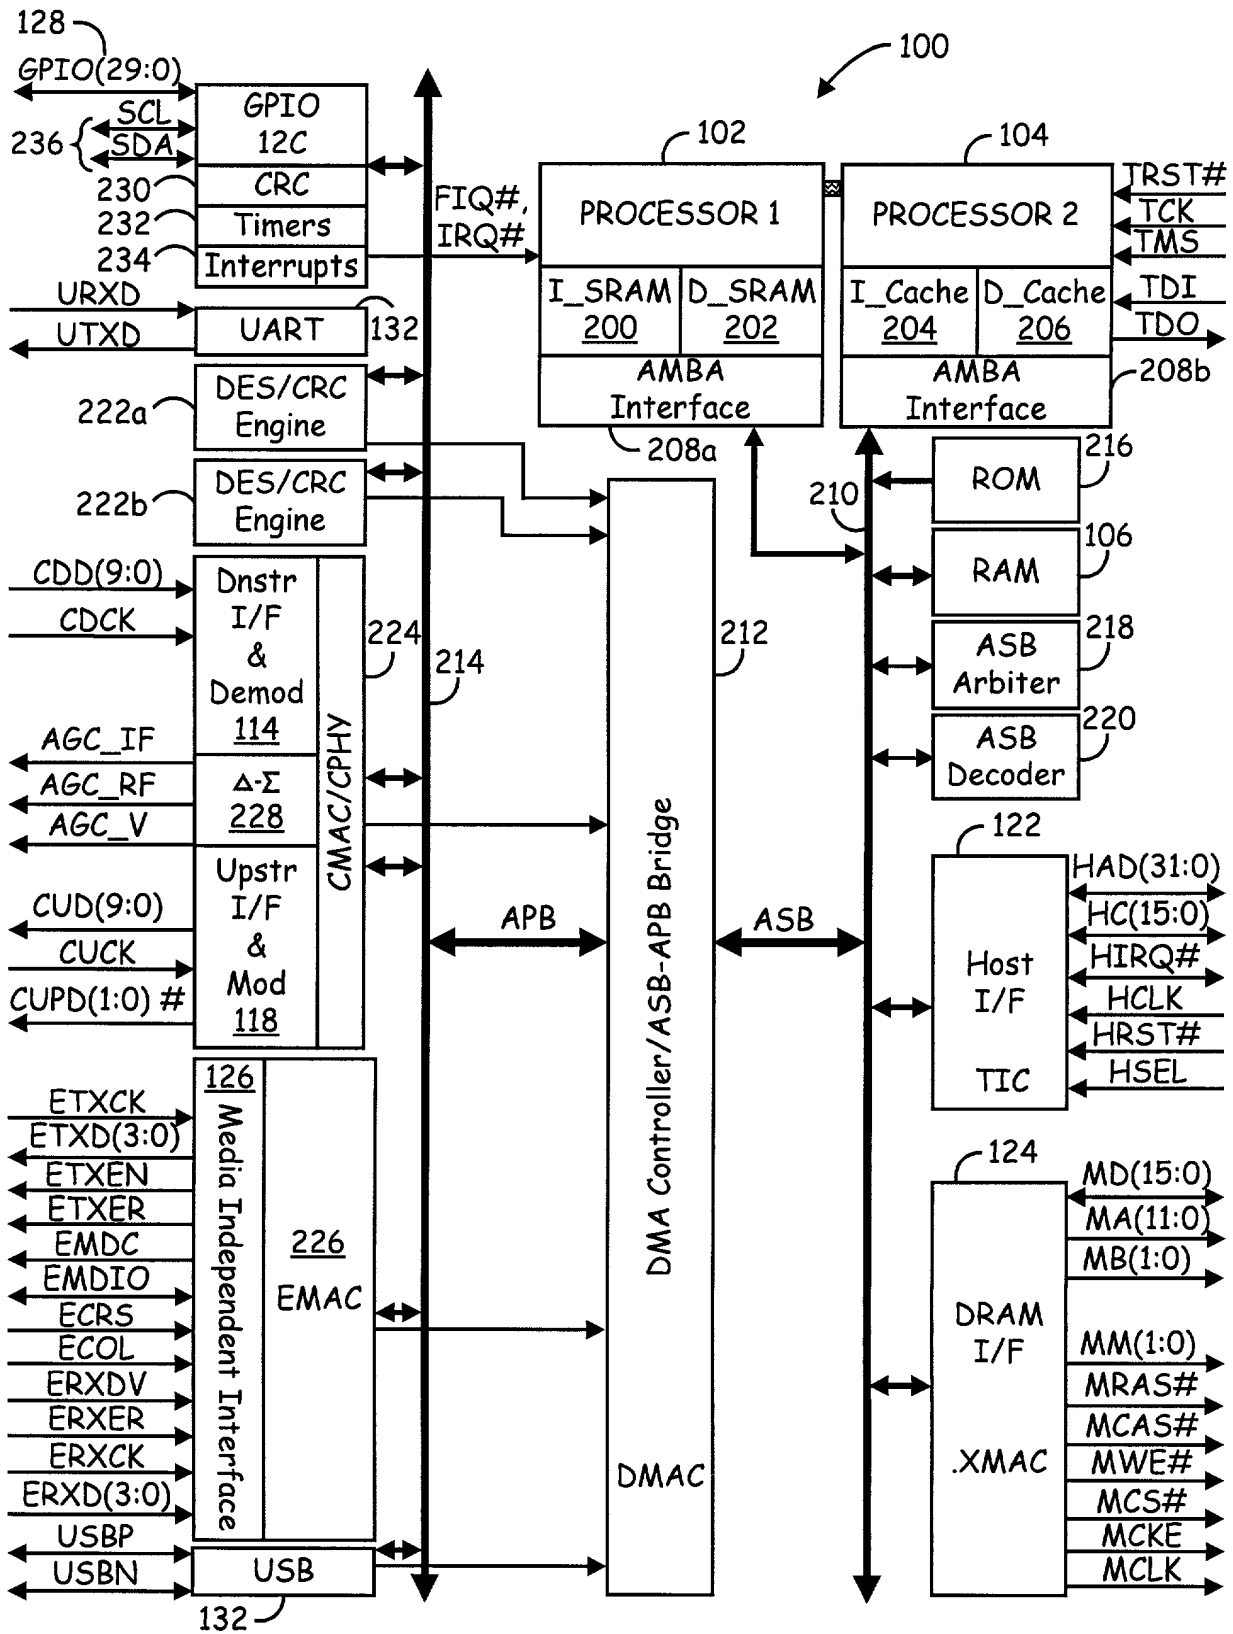 128
GPIO(29:0)
SCL
236
SDA
GPIO
12C
230
CRC
232
Timers
234
Interrupts
URXD
UTXD
UART
132
222a
DES/CRC
Engine
222b
DES/CRC
Engine
CDD(9:0)
CDCK
Dnstr
I/F
&
Demod
114
AGC_IF
AGC_RF
AGC_V
Δ-Σ
228
CUD(9:0)
CUCK
CUPD(1:0) #
Upstr
I/F
&
Mod
118
CMAC/CPHY
224
214
ETXCK
ETXD(3:0)
ETXEN
ETXER
EMDC
EMDIO
ECRS
ECOL
ERXDV
ERXER
ERXCK
ERXD(3:0)
126
Media Independent Interface
226
EMAC
USBP
USBN
USB
132
FIQ#,
IRQ#
100
102
PROCESSOR 1
I_SRAM
200
D_SRAM
202
AMBA
Interface
208a
104
PROCESSOR 2
I_Cache
204
D_Cache
206
AMBA
Interface
208b
TRST#
TCK
TMS
TDI
TDO
212
DMA Controller/ASB-APB Bridge
DMAC
APB
ASB
210
ROM
216
RAM
106
ASB
Arbiter
218
ASB
Decoder
220
122
Host
I/F
TIC
HAD(31:0)
HC(15:0)
HIRQ#
HCLK
HRST#
HSEL
124
DRAM
I/F
.XMAC
MD(15:0)
MA(11:0)
MB(1:0)
MM(1:0)
MRAS#
MCAS#
MWE#
MCS#
MCKE
MCLK